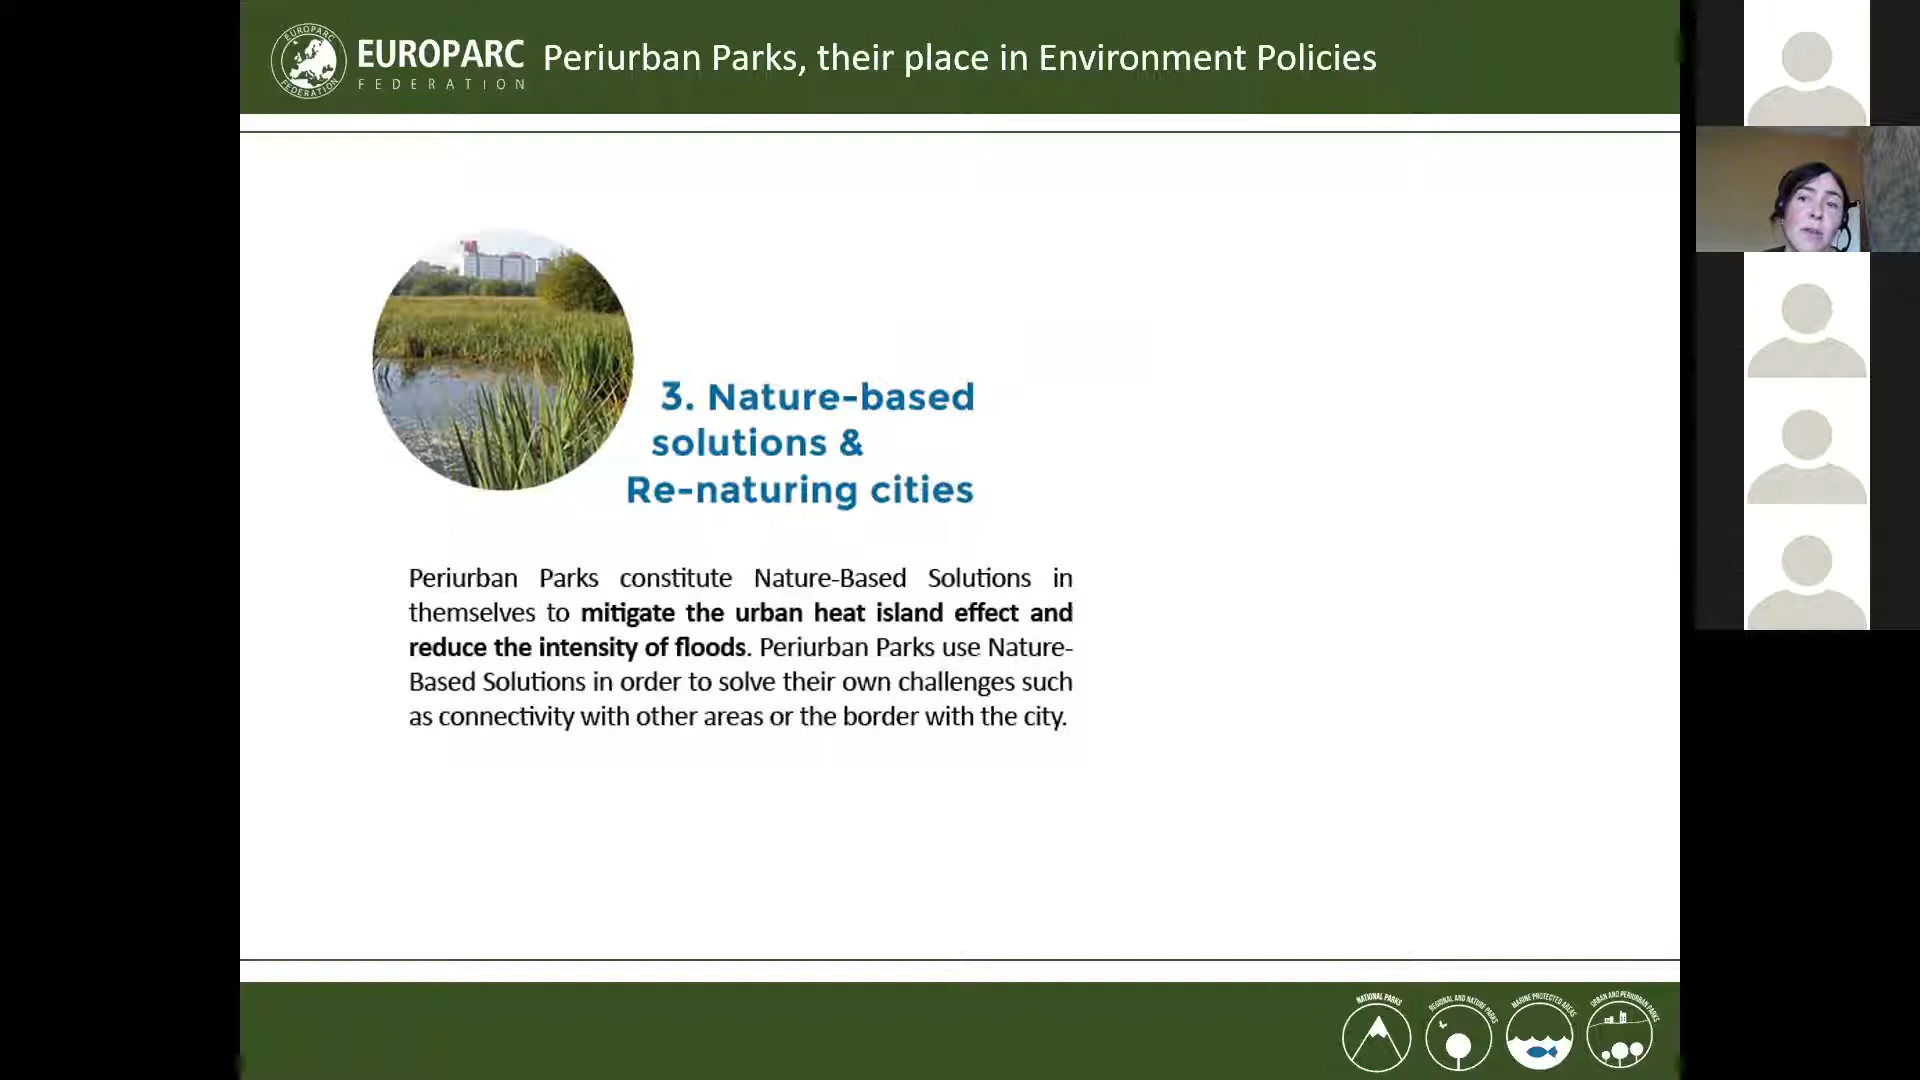 EUROPARC
FEDERATION
EUROPARC
FEDERATION
Periurban Parks, their place in Environment Policies
3. Nature-based
solutions &
Re-naturing cities
Periurban Parks constitute Nature-Based Solutions in
themselves to mitigate the urban heat island effect and
reduce the intensity of floods. Periurban Parks use Nature-
Based Solutions in order to solve their own challenges such
as connectivity with other areas or the border with the city.
NATIONAL PARKS
REGIONAL AND NATURE PARKS
MARINE PROTECTED AREAS
URBAN AND PERIURBAN PARKS